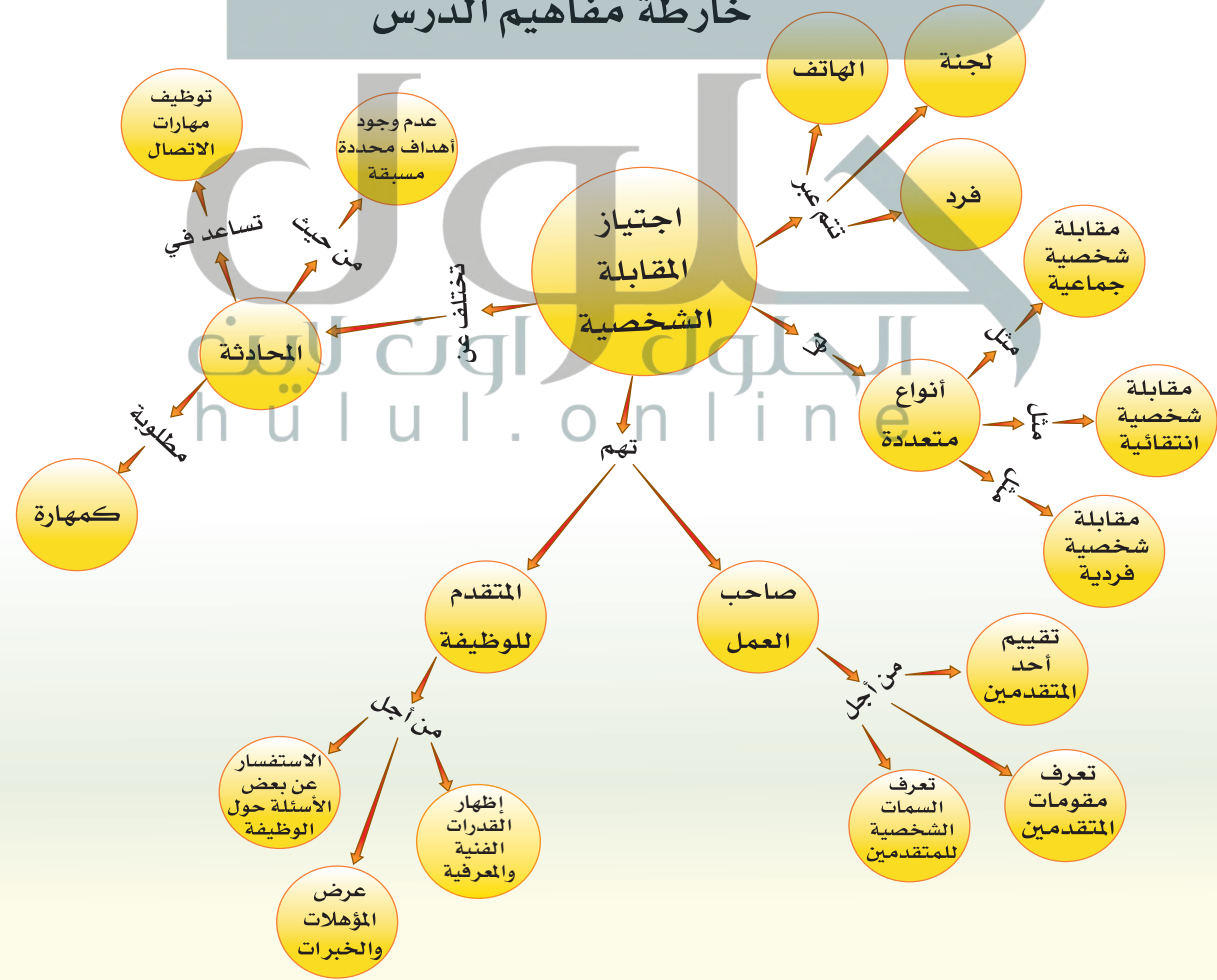 خارطة مفاهيم الدرس
لجنة
الهاتف
فرد
تتم عبر
توظيف
مهارات
الاتصال
عدم وجود
أهداف محددة
مسبقة
تساعد في
من حيث
اجتياز
المقابلة
الشخصية
تختلف عن
المحادثة
مطلوبة
كمهارة
لها
أنواع
متعددة
مثل
مقابلة
شخصية
جماعية
مثل
مقابلة
شخصية
انتقائية
مثل
مقابلة
شخصية
فردية
تهم
صاحب
العمل
من أجل
تقييم
أحد
المتقدمين
تعرف
مقومات
المتقدمين
تعرف
السمات
الشخصية
للمتقدمين
المتقدم
للوظيفة
من أجل
إظهار
القدرات
الفنية
والمعرفية
عرض
المؤهلات
والخبرات
الاستفسار
عن بعض
الأسئلة حول
الوظيفة
حلول
الحلول اون لاين
hulul.online